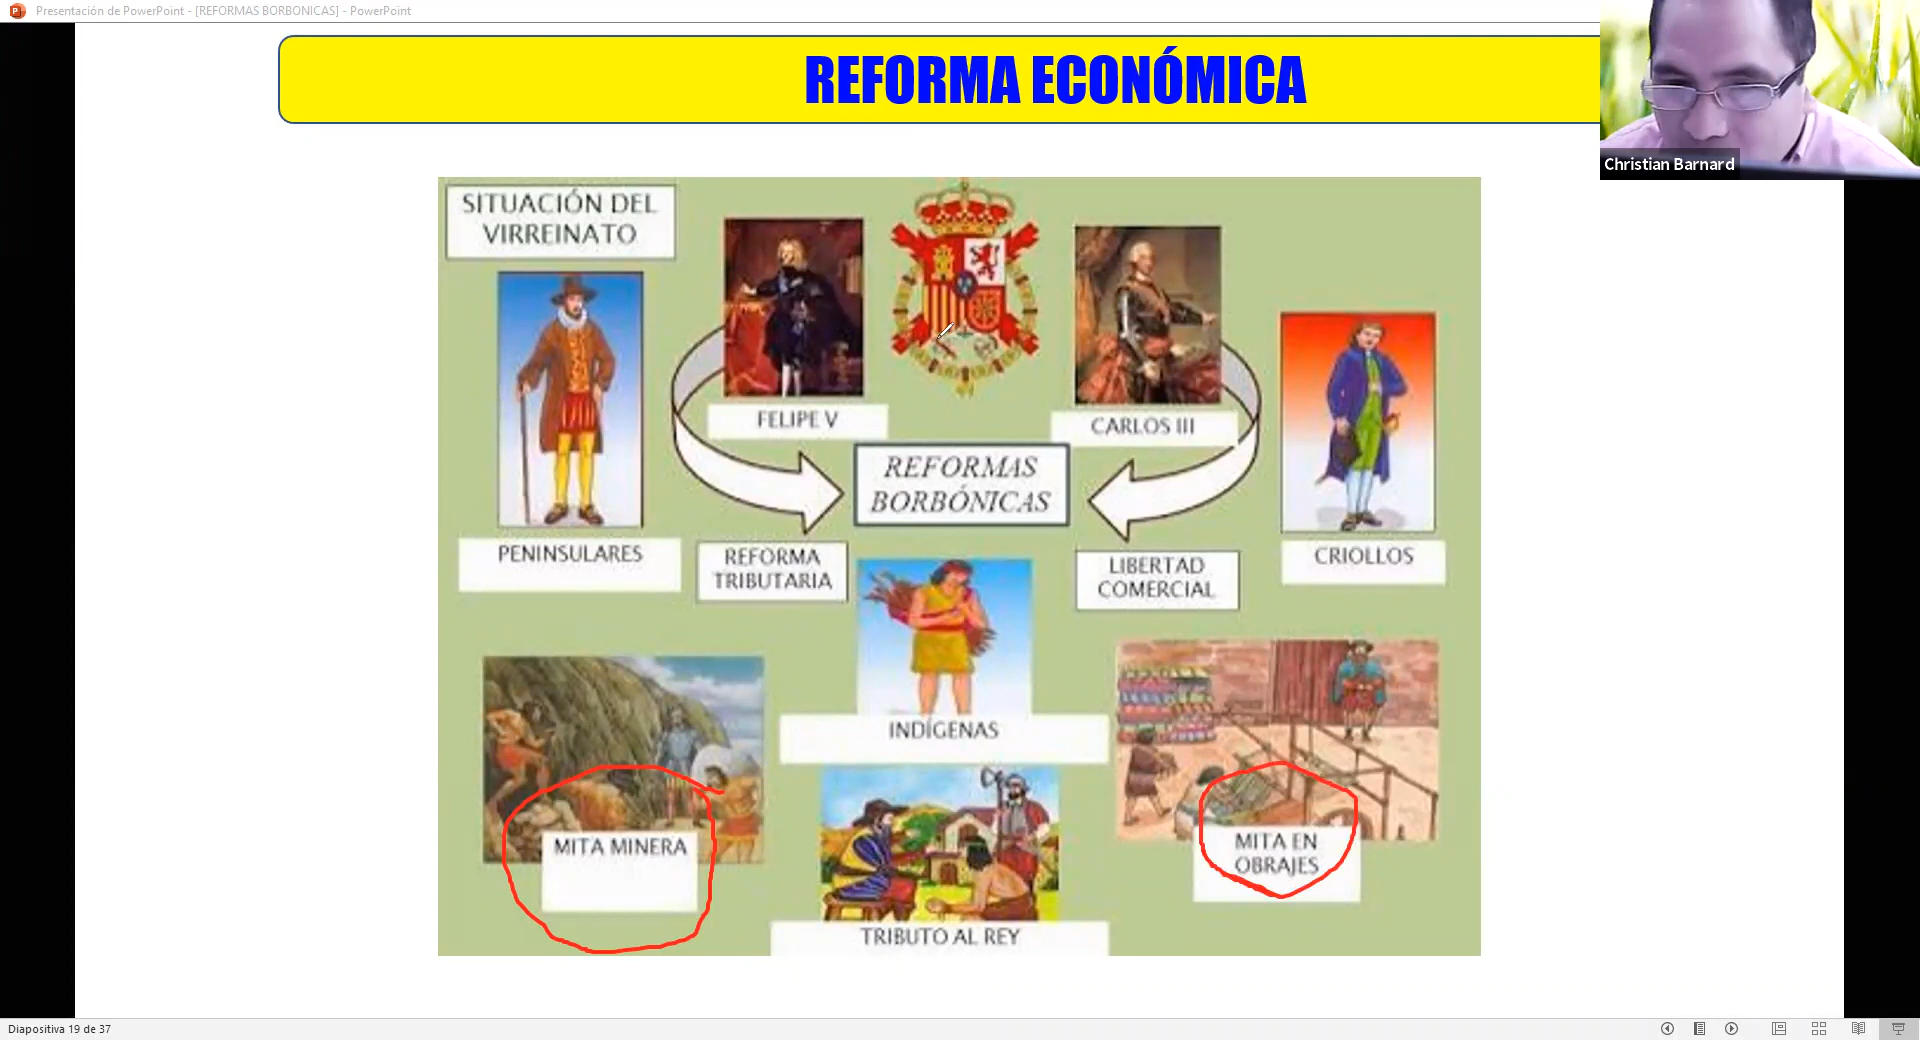 Presentación de PowerPoint - [REFORMAS BORBONICAS] - PowerPoint
REFORMA ECONÓMICA
Christian Barnard
SITUACIÓN DEL
VIRREINATO
FELIPE V
CARLOS III
REFORMAS
BORBÓNICAS
PENINSULARES
REFORMA
TRIBUTARIA
LIBERTAD
COMERCIAL
CRIOLLOS
INDÍGENAS
MITA MINERA
MITA EN
OBRAJES
TRIBUTO AL REY
Diapositiva 19 de 37